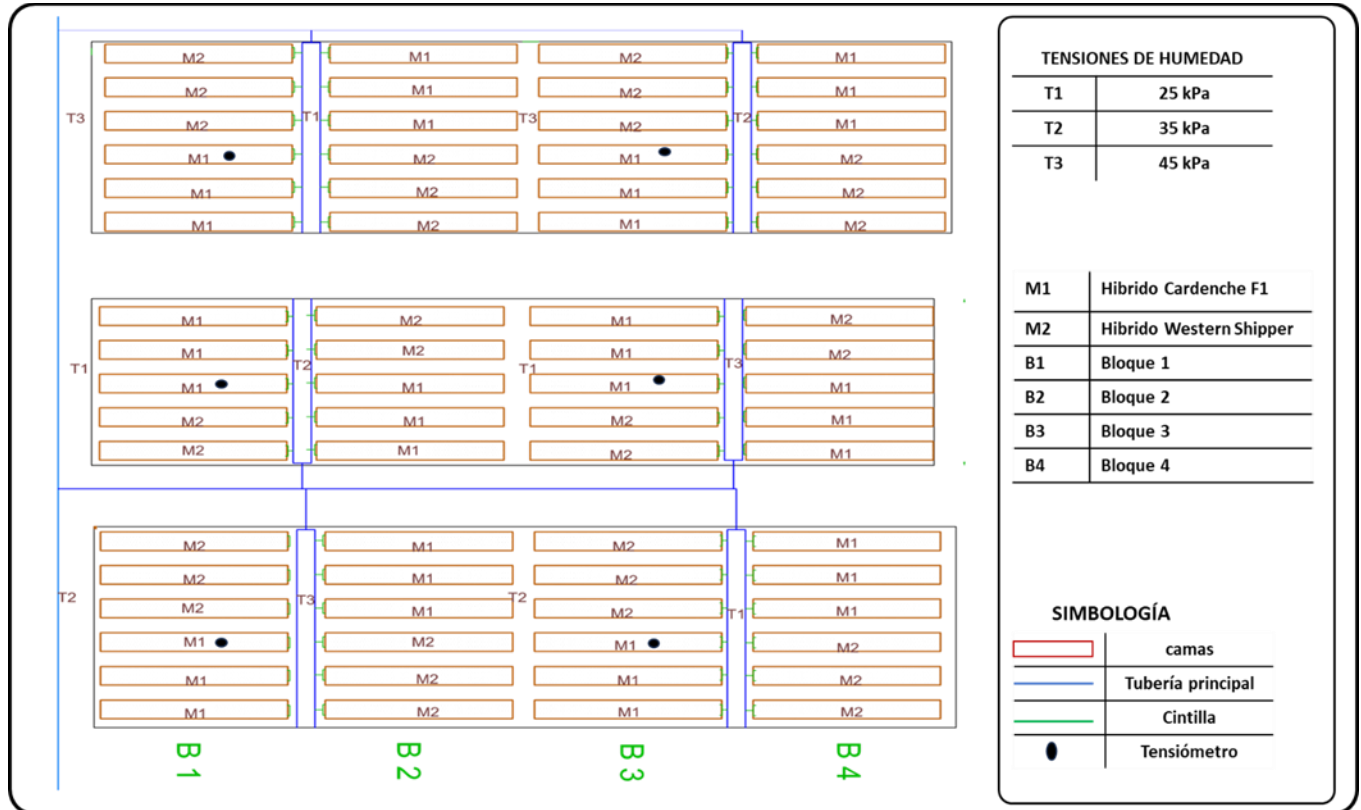 M2 M1 M2 M1
M2 M1 M2 M1
T3 M2 T1 M1 T3 M2 T2 M1
M1 M2 M1 M2
M1 M2 M1 M2
M1 M2 M1 M2
M1 M2 M1 M2
M1 M2 M1 M2
T1 M1 T2 M1 T1 M1 T3 M1
M2 M1 M2 M1
M2 M1 M2 M1
M2 M1 M2 M1
M2 M1 M2 M1
T2 M2 T3 M1 T2 M2 T1 M1
M1 M2 M1 M2
M1 M2 M1 M2
M1 M2 M1 M2
B1 B2 B3 B4
TENSIONES DE HUMEDAD
T1 25 kPa
T2 35 kPa
T3 45 kPa
M1 Hibrido Cardenche F1
M2 Hibrido Western Shipper
B1 Bloque 1
B2 Bloque 2
B3 Bloque 3
B4 Bloque 4
SIMBOLOGÍA
camas
Tubería principal
Cintilla
Tensiómetro